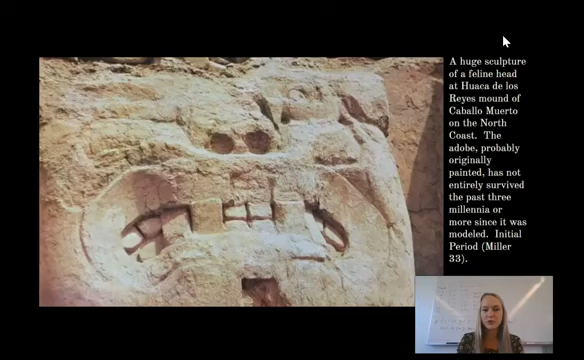 A huge sculpture
of a feline head
at Huaca de los
Reyes mound of
Caballo Muerto
on the North
Coast. The
adobe, probably
originally
painted, has not
entirely survived
the past three
millennia or
more since it was
modeled. Initial
Period (Miller
33).